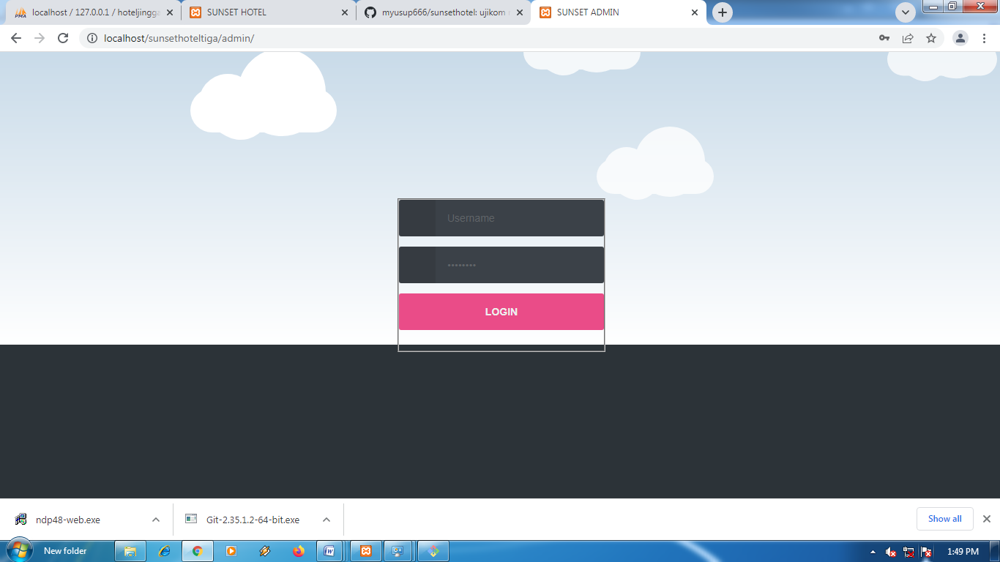 localhost / 127.0.0.1 / hoteljingga
SUNSET HOTEL
myusup666/sunsethotel: ujikom
SUNSET ADMIN
localhost/sunsethoteltiga/admin/
Username
••••••••
LOGIN
ndp48-web.exe
Git-2.35.1.2-64-bit.exe
Show all
New folder
1:49 PM